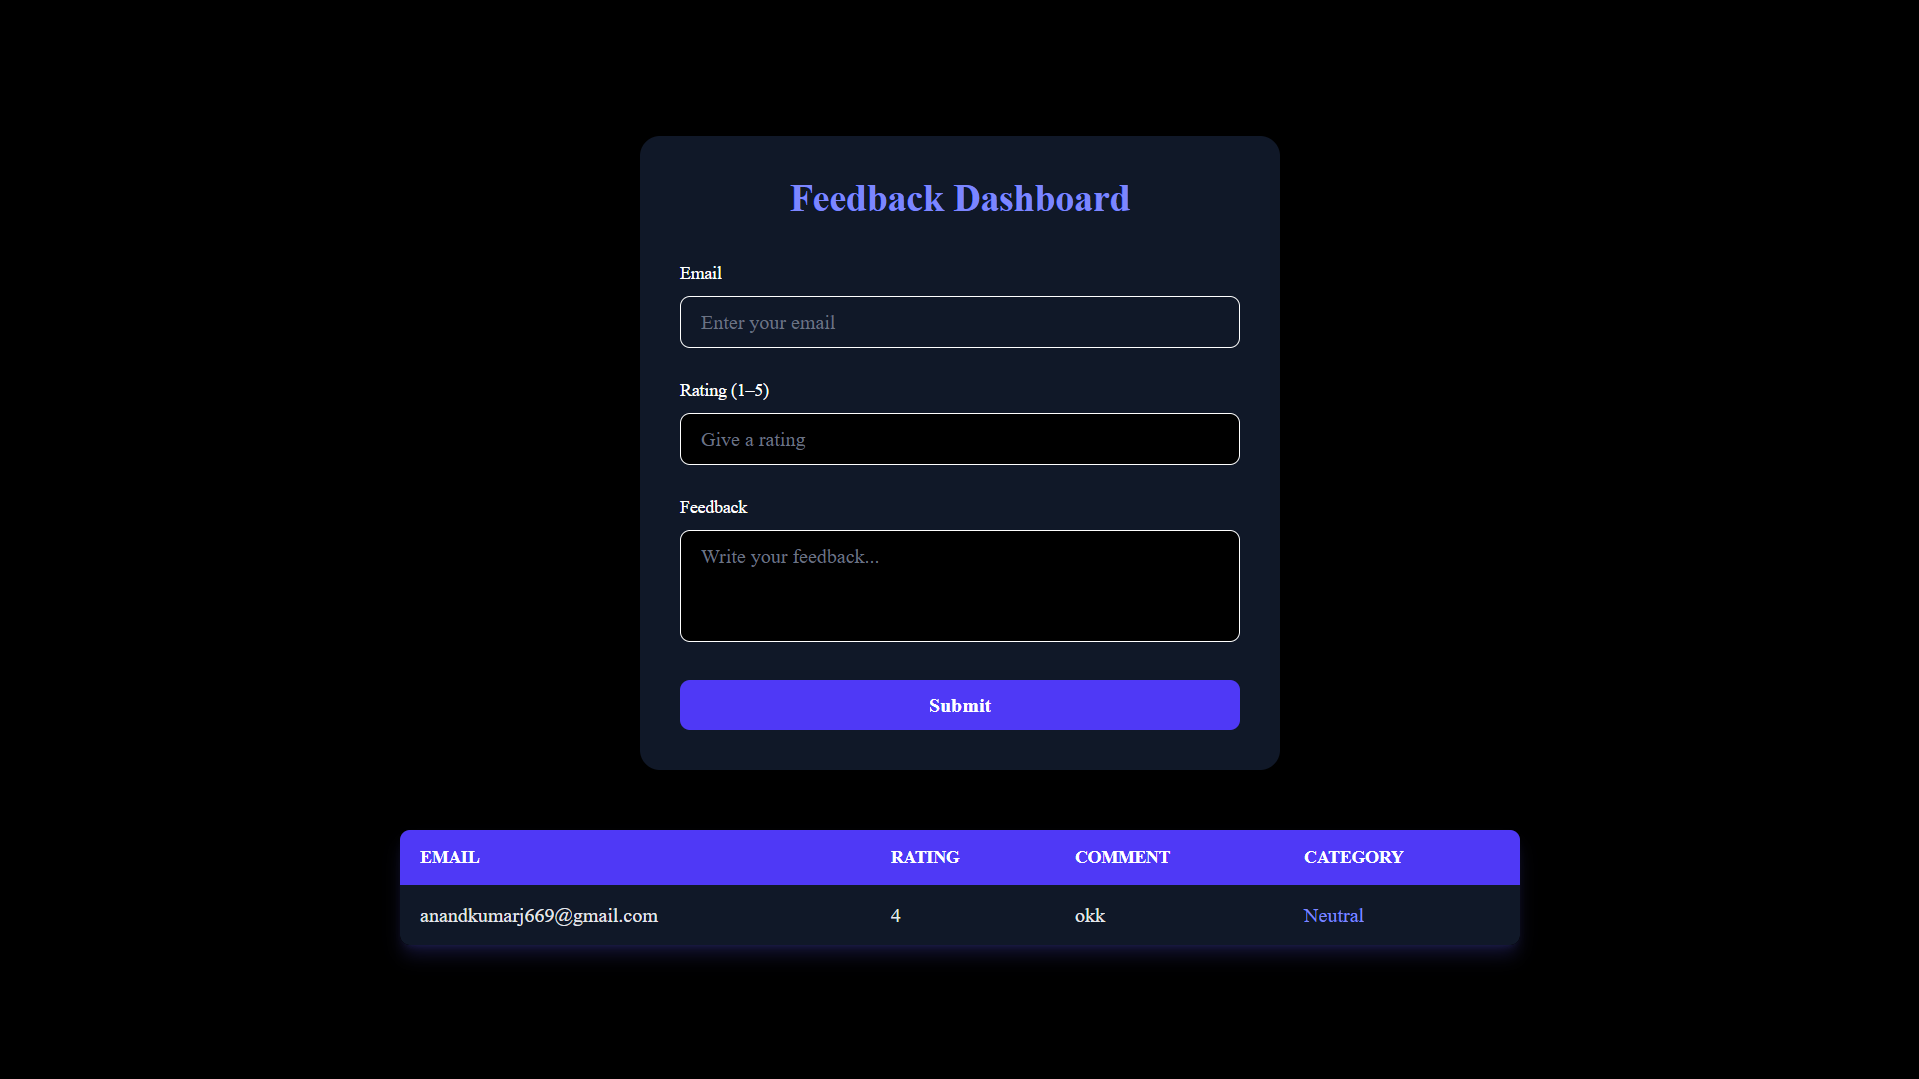 Feedback Dashboard
Email
Enter your email
Rating (1–5)
Give a rating
Feedback
Write your feedback...
Submit
EMAIL RATING COMMENT CATEGORY
anandkumarj669@gmail.com 4 okk Neutral